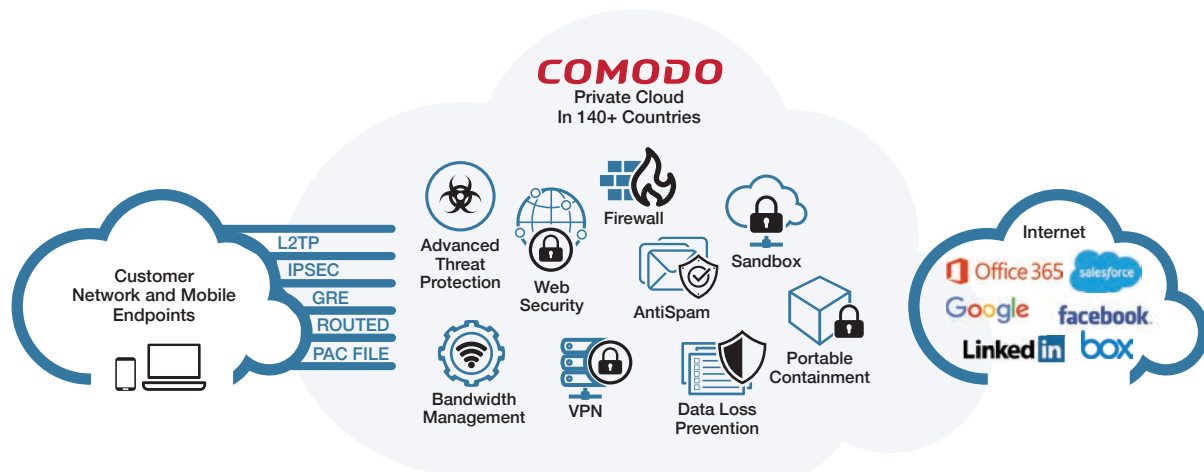 COMODO
Private Cloud
In 140+ Countries
Customer
Network and Mobile
Endpoints
L2TP
IPSEC
GRE
ROUTED
PAC FILE
Advanced
Threat
Protection
Web
Security
Firewall
AntiSpam
Sandbox
Bandwidth
Management
VPN
Data Loss
Prevention
Portable
Containment
Internet
Office 365
salesforce
Google
facebook.
Linked in
box